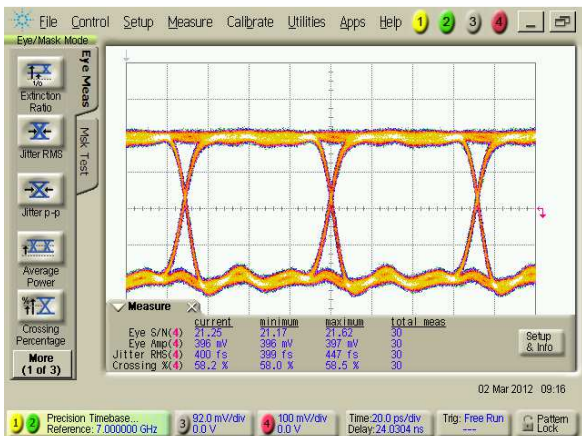 File Control Setup Measure Calibrate Utilities Apps Help 1 2 3 4
Eye/Mask Mode
Eye Meas
Msk Test
1/0
Extinction
Ratio
Jitter RMS
Jitter p-p
Average
Power
%
Crossing
Percentage
More
(1 of 3)
Measure
current minimum maximum total meas
Eye S/N(4) 21.25 21.17 21.62 30
Eye Amp(4) 396 mV 396 mV 397 mV 30
Jitter RMS(4) 400 fs 399 fs 447 fs 30
Crossing %(4) 58.2 % 58.0 % 58.5 % 30
Setup
& Info
02 Mar 2012 09:16
1 2 Precision Timebase...
Reference: 7.000000 GHz
3 92.0 mV/div
0.0 V
4 100 mV/div
0.0 V
Time:20.0 ps/div
Delay:24.0304 ns
Trig: Free Run
---
Pattern
Lock